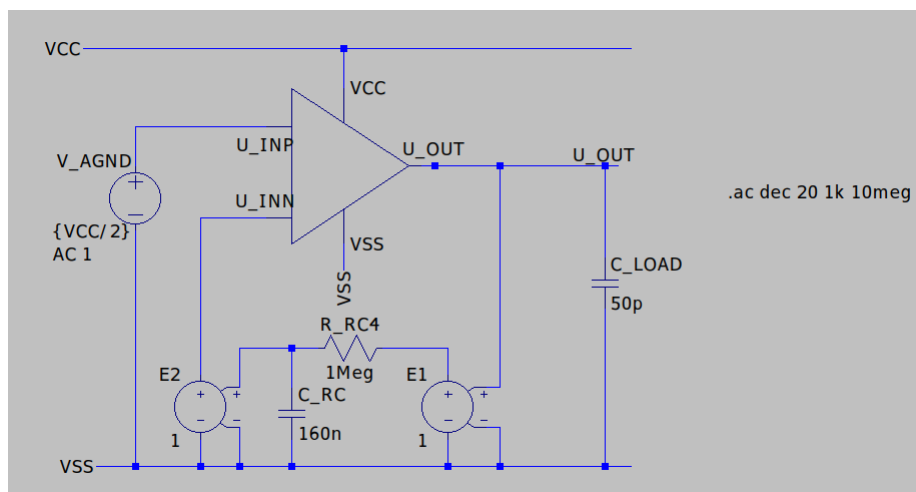 VCC
VCC
U_INP
U_OUT
U_OUT
V_AGND
+
−
U_INN
.ac dec 20 1k 10meg
{VCC/2}
AC 1
VSS
VSS
C_LOAD
50p
R_RC4
1Meg
E2
C_RC
E1
+
+
+
+
−
−
−
−
160n
1
1
VSS